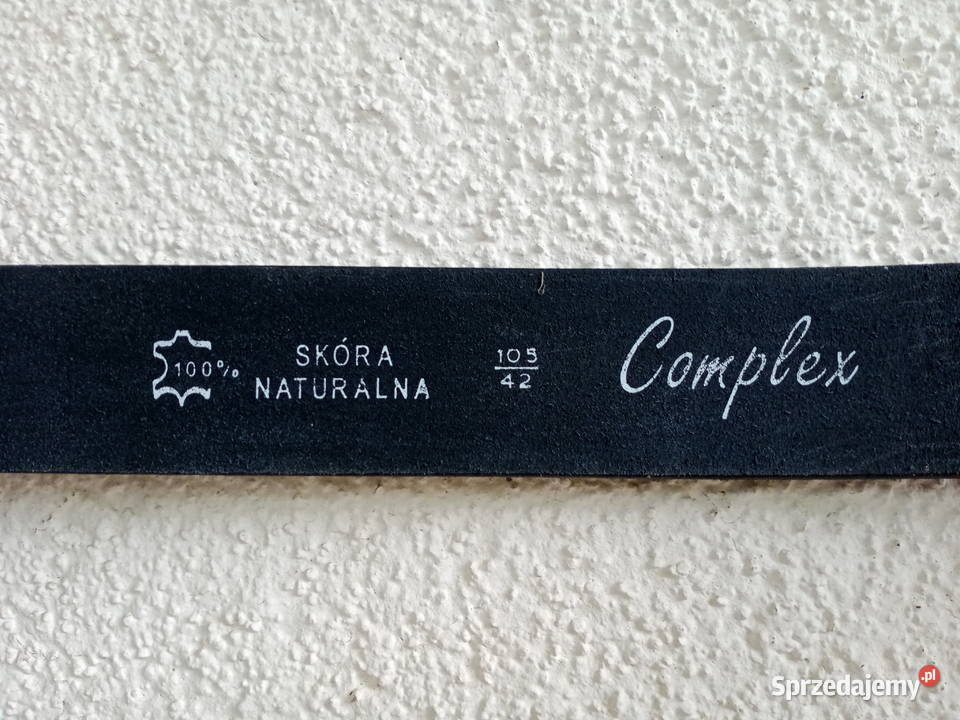 100%
SKÓRA
NATURALNA
105
42
Complex
Sprzedajemy.pl